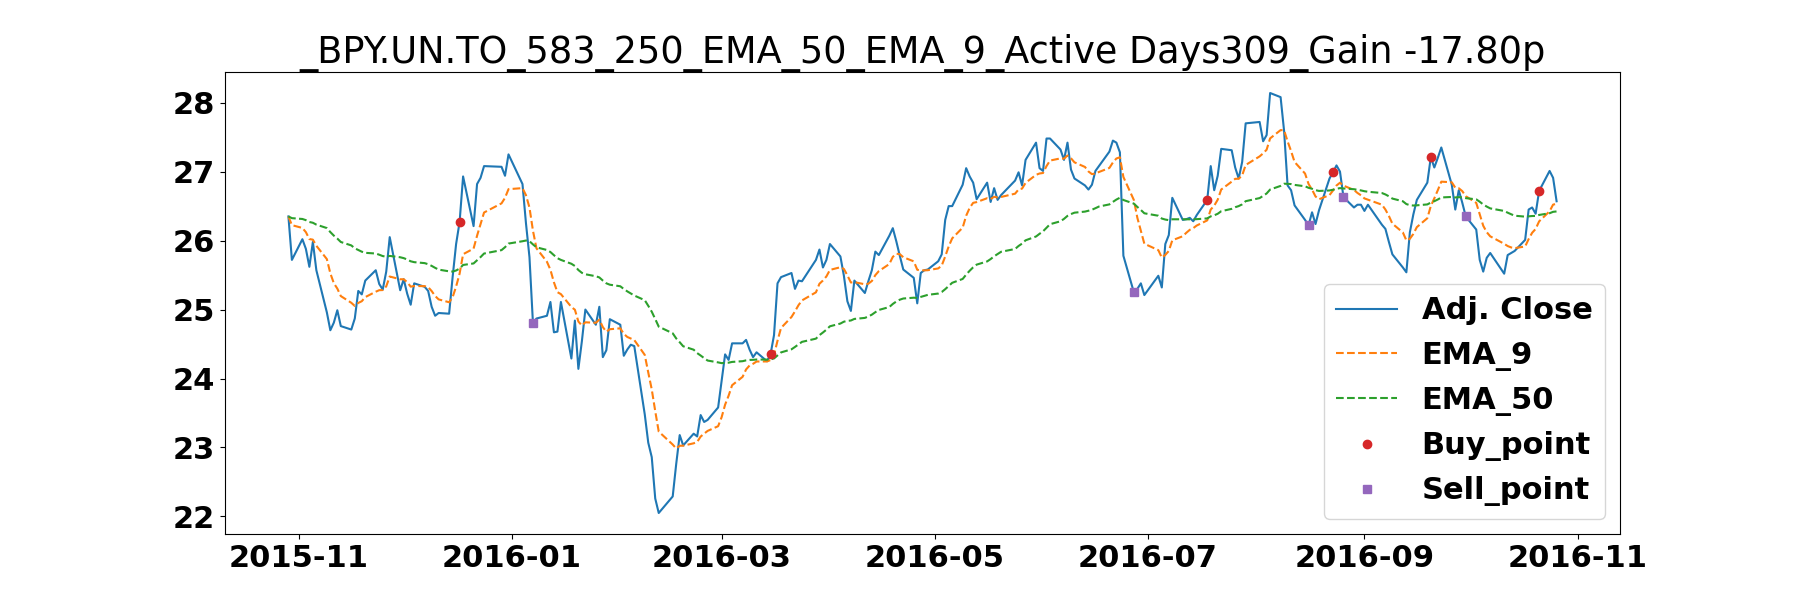 _BPY.UN.TO_583_250_EMA_50_EMA_9_Active Days309_Gain -17.80p
28
27
26
25
24
23
22
Adj. Close
EMA_9
EMA_50
Buy_point
Sell_point
2015-11 2016-01 2016-03 2016-05 2016-07 2016-09 2016-11